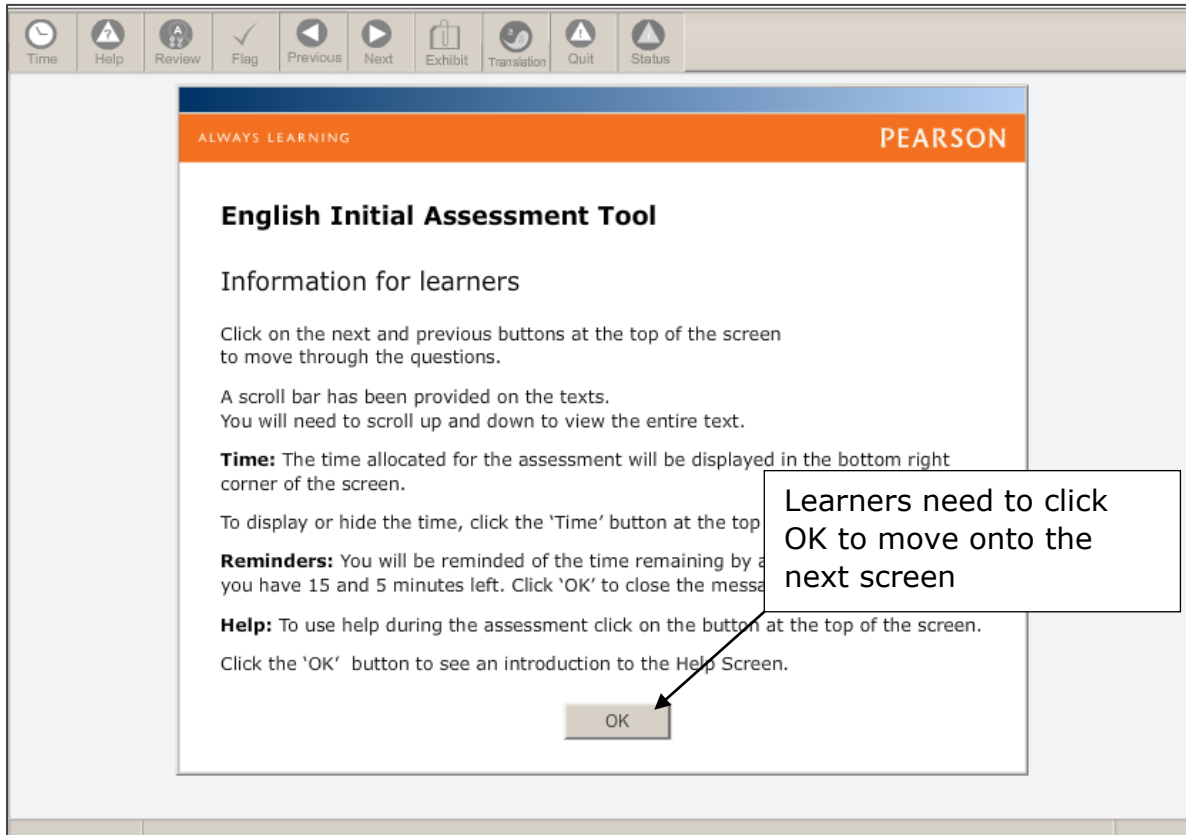 Time
Help
Review
Flag
Previous
Next
Exhibit
Translation
Quit
Status
ALWAYS LEARNING
PEARSON
English Initial Assessment Tool
Information for learners
Click on the next and previous buttons at the top of the screen
to move through the questions.
A scroll bar has been provided on the texts.
You will need to scroll up and down to view the entire text.
Time: The time allocated for the assessment will be displayed in the bottom right
corner of the screen.
To display or hide the time, click the ‘Time’ button at the top
Reminders: You will be reminded of the time remaining by
you have 15 and 5 minutes left. Click ‘OK’ to close the
Help: To use help during the assessment click on the button at the top of the screen.
Click the ‘OK’ button to see an introduction to the Help Screen.
OK
Learners need to click
OK to move onto the
next screen